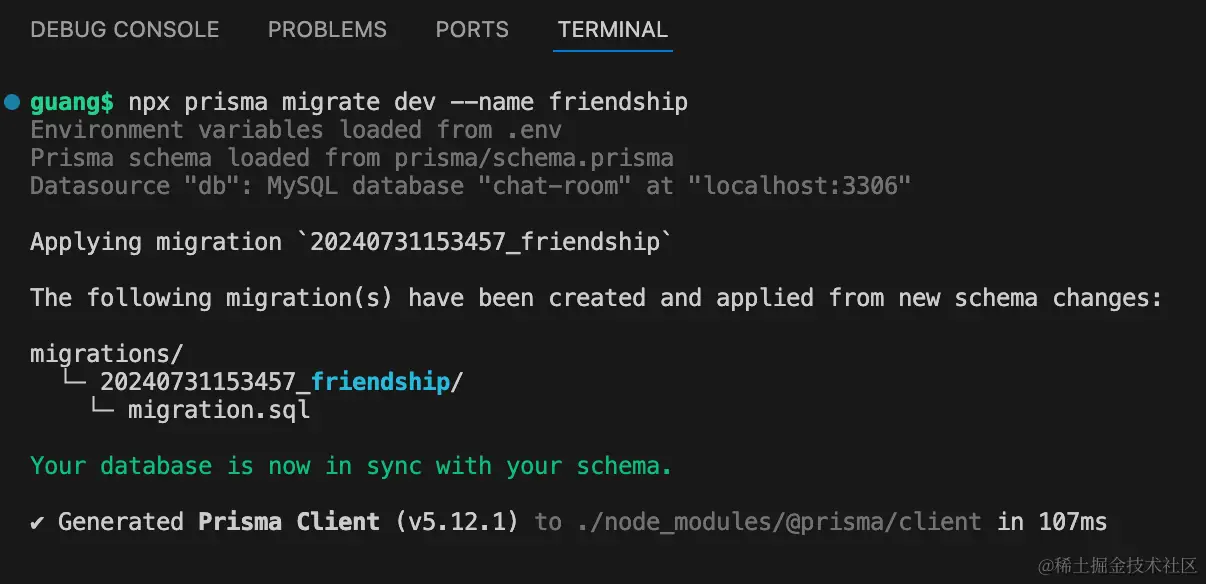 DEBUG CONSOLE PROBLEMS PORTS TERMINAL
guang$ npx prisma migrate dev --name friendship
Environment variables loaded from .env
Prisma schema loaded from prisma/schema.prisma
Datasource "db": MySQL database "chat-room" at "localhost:3306"
Applying migration `20240731153457_friendship`
The following migration(s) have been created and applied from new schema changes:
migrations/
└─ 20240731153457_friendship/
└─ migration.sql
Your database is now in sync with your schema.
✔ Generated Prisma Client (v5.12.1) to ./node_modules/@prisma/client in 107ms
@稀土掘金技术社区